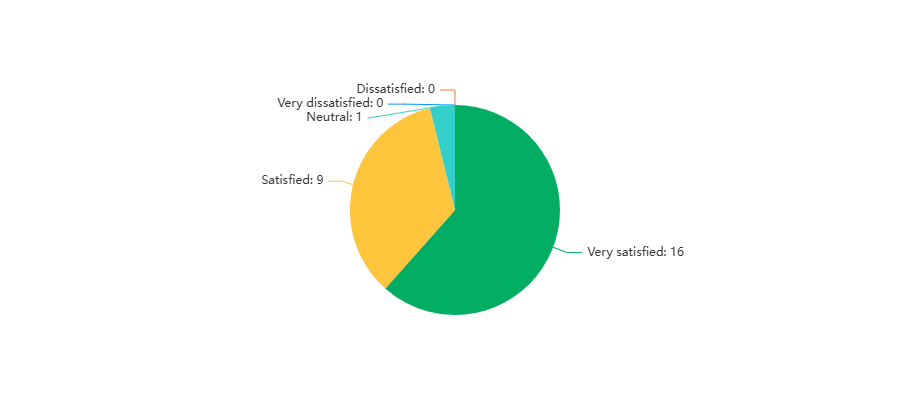 Dissatisfied: 0
Very dissatisfied: 0
Neutral: 1
Satisfied: 9
Very satisfied: 16